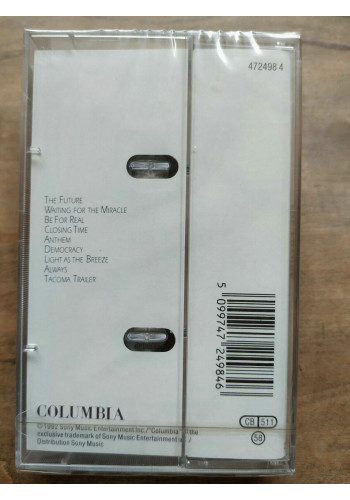 472498 4
THE FUTURE
WAITING FOR THE MIRACLE
BE FOR REAL
CLOSING TIME
ANTHEM
DEMOCRACY
LIGHT AS THE BREEZE
ALWAYS
TACOMA TRAILER
5 099747 249846
COLUMBIA
© 1992 Sony Music Entertainment Inc./"Columbia" the
exclusive trademark of Sony Music Entertainment /
Distribution Sony Music
CB 511
58